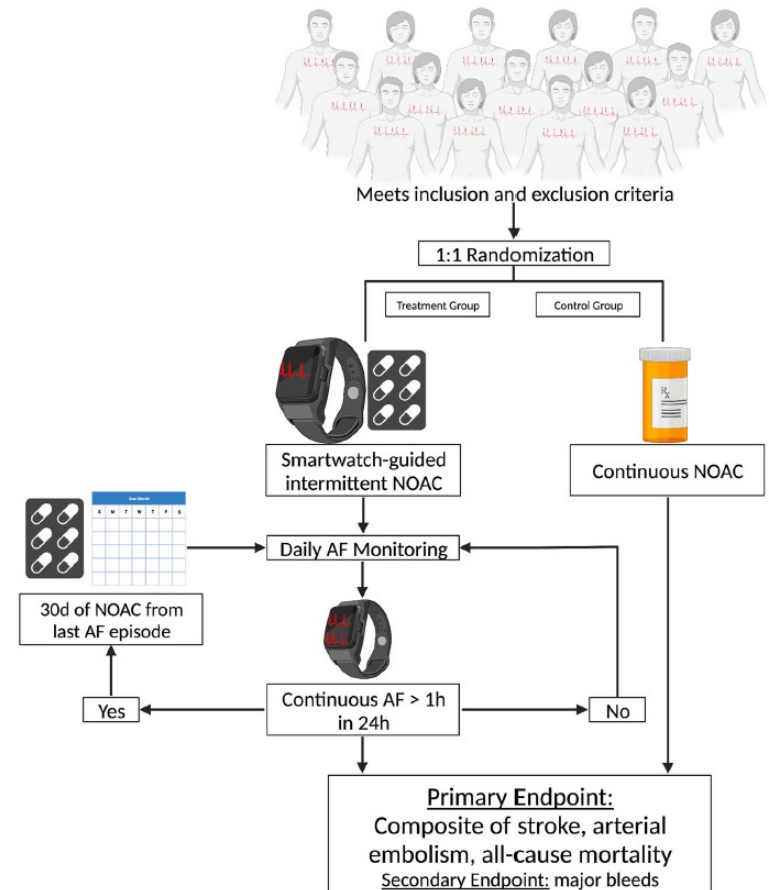 Meets inclusion and exclusion criteria
1:1 Randomization
Treatment Group
Control Group
Smartwatch-guided
intermittent NOAC
Continuous NOAC
S M T W T F S
Daily AF Monitoring
30d of NOAC from
last AF episode
Continuous AF > 1h
in 24h
Yes
No
Primary Endpoint:
Composite of stroke, arterial
embolism, all-cause mortality
Secondary Endpoint: major bleeds